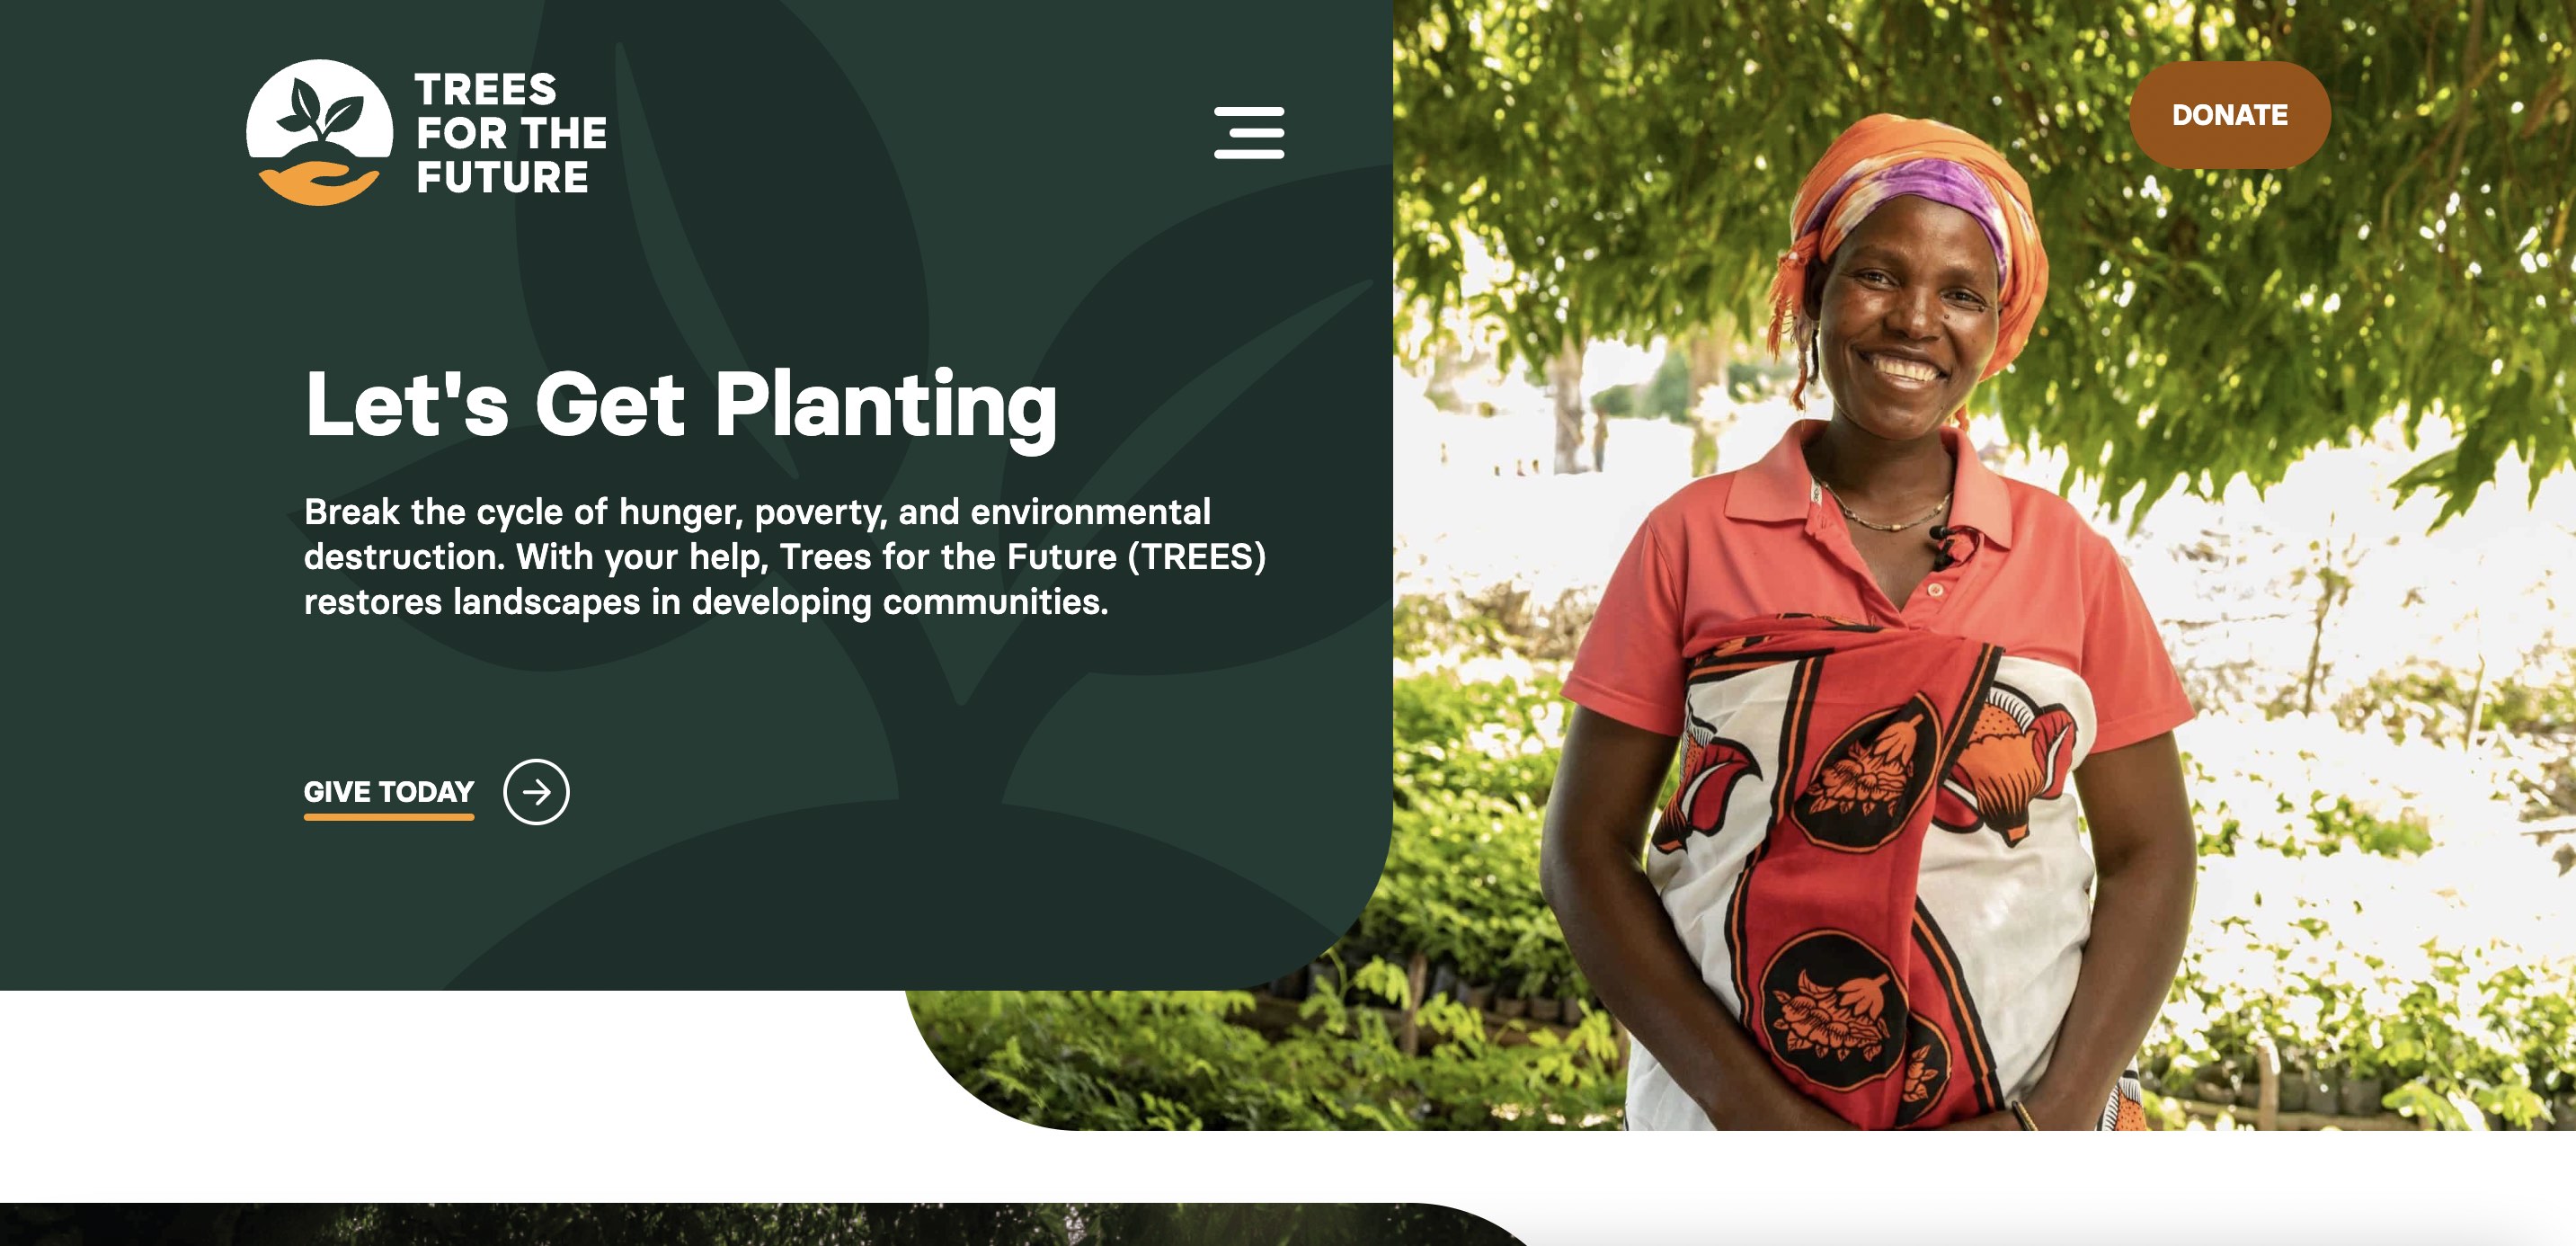 TREES
FOR THE
FUTURE
DONATE
Let's Get Planting
Break the cycle of hunger, poverty, and environmental
destruction. With your help, Trees for the Future (TREES)
restores landscapes in developing communities.
GIVE TODAY